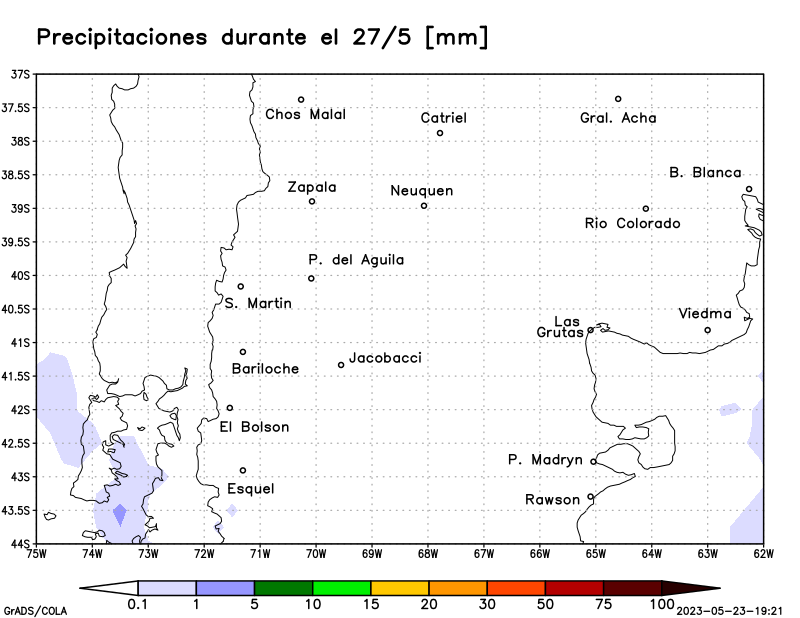 Precipitaciones durante el 27/5 [mm]
37S
37.5S
38S
38.5S
39S
39.5S
40S
40.5S
41S
41.5S
42S
42.5S
43S
43.5S
44S
Chos Malal
Catriel
Gral. Acha
B. Blanca
Zapala
Neuquen
Rio Colorado
P. del Aguila
S. Martin
Las
Grutas
Viedma
Bariloche
Jacobacci
El Bolson
Esquel
P. Madryn
Rawson
75W 74W 73W 72W 71W 70W 69W 68W 67W 66W 65W 64W 63W 62W
0.1 1 5 10 15 20 30 50 75 100
GrADS/COLA
2023-05-23-19:21